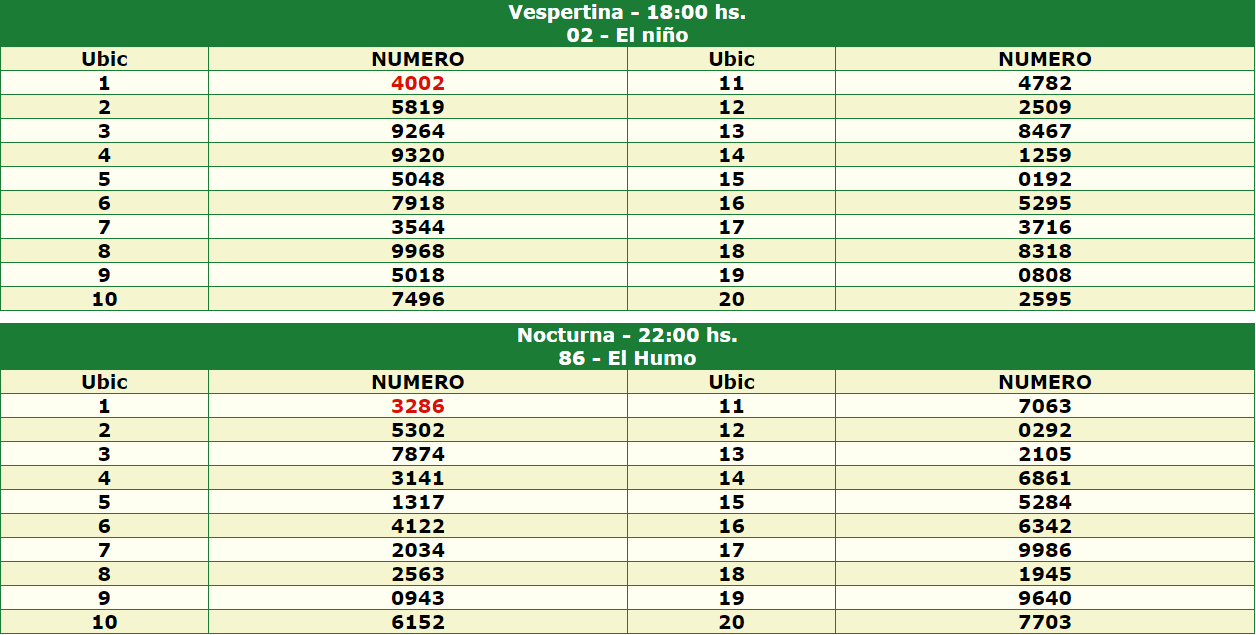 Vespertina - 18:00 hs.
02 - El niño
Ubic NUMERO Ubic NUMERO
1 4002 11 4782
2 5819 12 2509
3 9264 13 8467
4 9320 14 1259
5 5048 15 0192
6 7918 16 5295
7 3544 17 3716
8 9968 18 8318
9 5018 19 0808
10 7496 20 2595
Nocturna - 22:00 hs.
86 - El Humo
Ubic NUMERO Ubic NUMERO
1 3286 11 7063
2 5302 12 0292
3 7874 13 2105
4 3141 14 6861
5 1317 15 5284
6 4122 16 6342
7 2034 17 9986
8 2563 18 1945
9 0943 19 9640
10 6152 20 7703